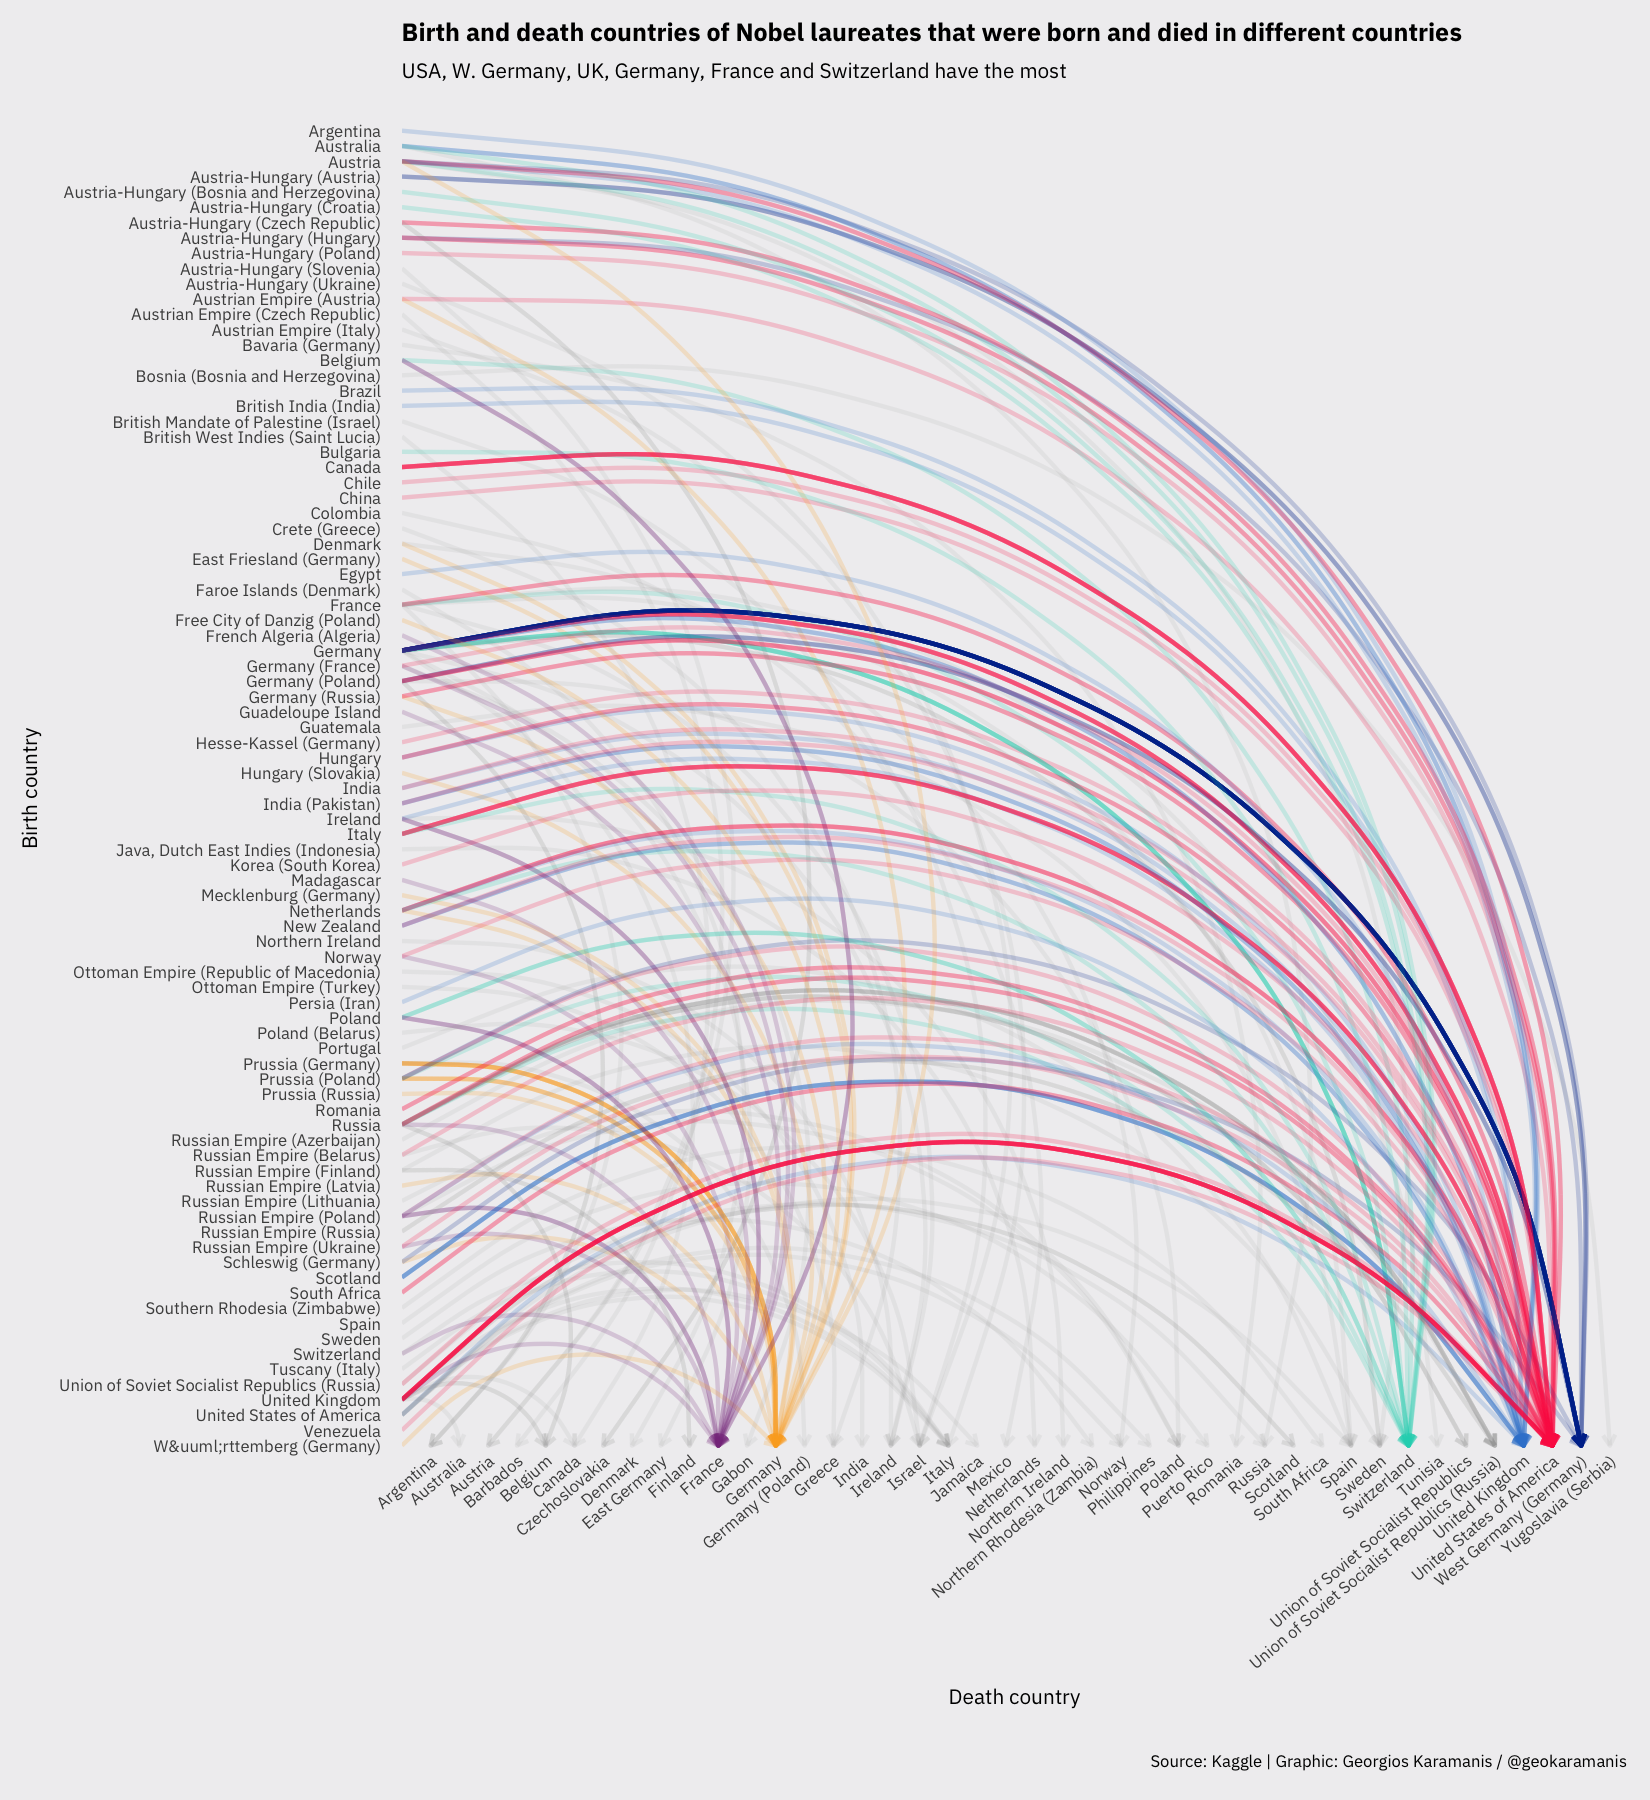 Birth and death countries of Nobel laureates that were born and died in different countries
USA, W. Germany, UK, Germany, France and Switzerland have the most
Birth country
Argentina
Australia
Austria
Austria-Hungary (Austria)
Austria-Hungary (Bosnia and Herzegovina)
Austria-Hungary (Croatia)
Austria-Hungary (Czech Republic)
Austria-Hungary (Hungary)
Austria-Hungary (Poland)
Austria-Hungary (Slovenia)
Austria-Hungary (Ukraine)
Austrian Empire (Austria)
Austrian Empire (Czech Republic)
Austrian Empire (Italy)
Bavaria (Germany)
Belgium
Bosnia (Bosnia and Herzegovina)
Brazil
British India (India)
British Mandate of Palestine (Israel)
British West Indies (Saint Lucia)
Bulgaria
Canada
Chile
China
Colombia
Crete (Greece)
Denmark
East Friesland (Germany)
Egypt
Faroe Islands (Denmark)
France
Free City of Danzig (Poland)
French Algeria (Algeria)
Germany
Germany (France)
Germany (Poland)
Germany (Russia)
Guadeloupe Island
Guatemala
Hesse-Kassel (Germany)
Hungary
Hungary (Slovakia)
India
India (Pakistan)
Ireland
Italy
Java, Dutch East Indies (Indonesia)
Korea (South Korea)
Madagascar
Mecklenburg (Germany)
Netherlands
New Zealand
Northern Ireland
Norway
Ottoman Empire (Republic of Macedonia)
Ottoman Empire (Turkey)
Persia (Iran)
Poland
Poland (Belarus)
Portugal
Prussia (Germany)
Prussia (Poland)
Prussia (Russia)
Romania
Russia
Russian Empire (Azerbaijan)
Russian Empire (Belarus)
Russian Empire (Finland)
Russian Empire (Latvia)
Russian Empire (Lithuania)
Russian Empire (Poland)
Russian Empire (Russia)
Russian Empire (Ukraine)
Schleswig (Germany)
Scotland
South Africa
Southern Rhodesia (Zimbabwe)
Spain
Sweden
Switzerland
Tuscany (Italy)
Union of Soviet Socialist Republics (Russia)
United Kingdom
United States of America
Venezuela
W&uuml;rttemberg (Germany)
Argentina
Australia
Austria
Barbados
Belgium
Canada
Czechoslovakia
Denmark
East Germany
Finland
France
Gabon
Germany
Germany (Poland)
Greece
India
Ireland
Israel
Italy
Jamaica
Mexico
Netherlands
Northern Ireland
Northern Rhodesia (Zambia)
Norway
Philippines
Poland
Puerto Rico
Romania
Russia
Scotland
South Africa
Spain
Sweden
Switzerland
Tunisia
Union of Soviet Socialist Republics
Union of Soviet Socialist Republics (Russia)
United Kingdom
United States of America
West Germany (Germany)
Yugoslavia (Serbia)
Death country
Source: Kaggle | Graphic: Georgios Karamanis / @geokaramanis